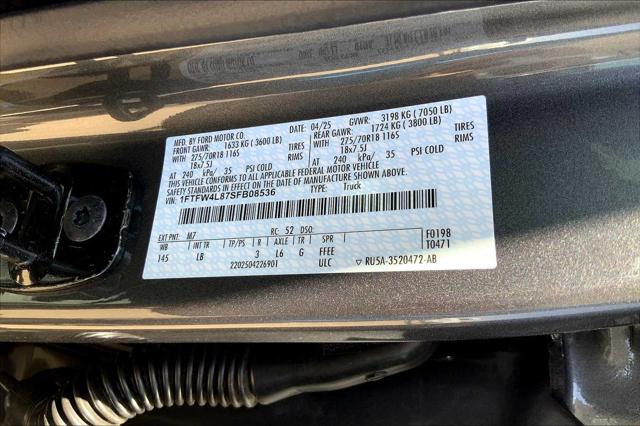 MFD. BY FORD MOTOR CO.
DATE: 04/25 GVWR: 3198 KG ( 7050 LB)
FRONT GAWR: 1633 KG ( 3600 LB)
REAR GAWR: 1724 KG ( 3800 LB)
WITH 275/70R18 116S TIRES
WITH 275/70R18 116S TIRES
18x7.5J RIMS
18x7.5J RIMS
AT 240 kPa/ 35 PSI COLD
AT 240 kPa/ 35 PSI COLD
THIS VEHICLE CONFORMS TO ALL APPLICABLE FEDERAL MOTOR VEHICLE
SAFETY STANDARDS IN EFFECT ON THE DATE OF MANUFACTURE SHOWN ABOVE.
VIN: 1FTFW4L87SFB08536
TYPE: Truck
EXT PNT: M7 RC: 52 DSO: F0198
WB INT TR TP/PS R AXLE TR SPR T0471
145 LB 3 L6 G FFEE
2202504226901 ULC ▽ RU5A-3520472-AB